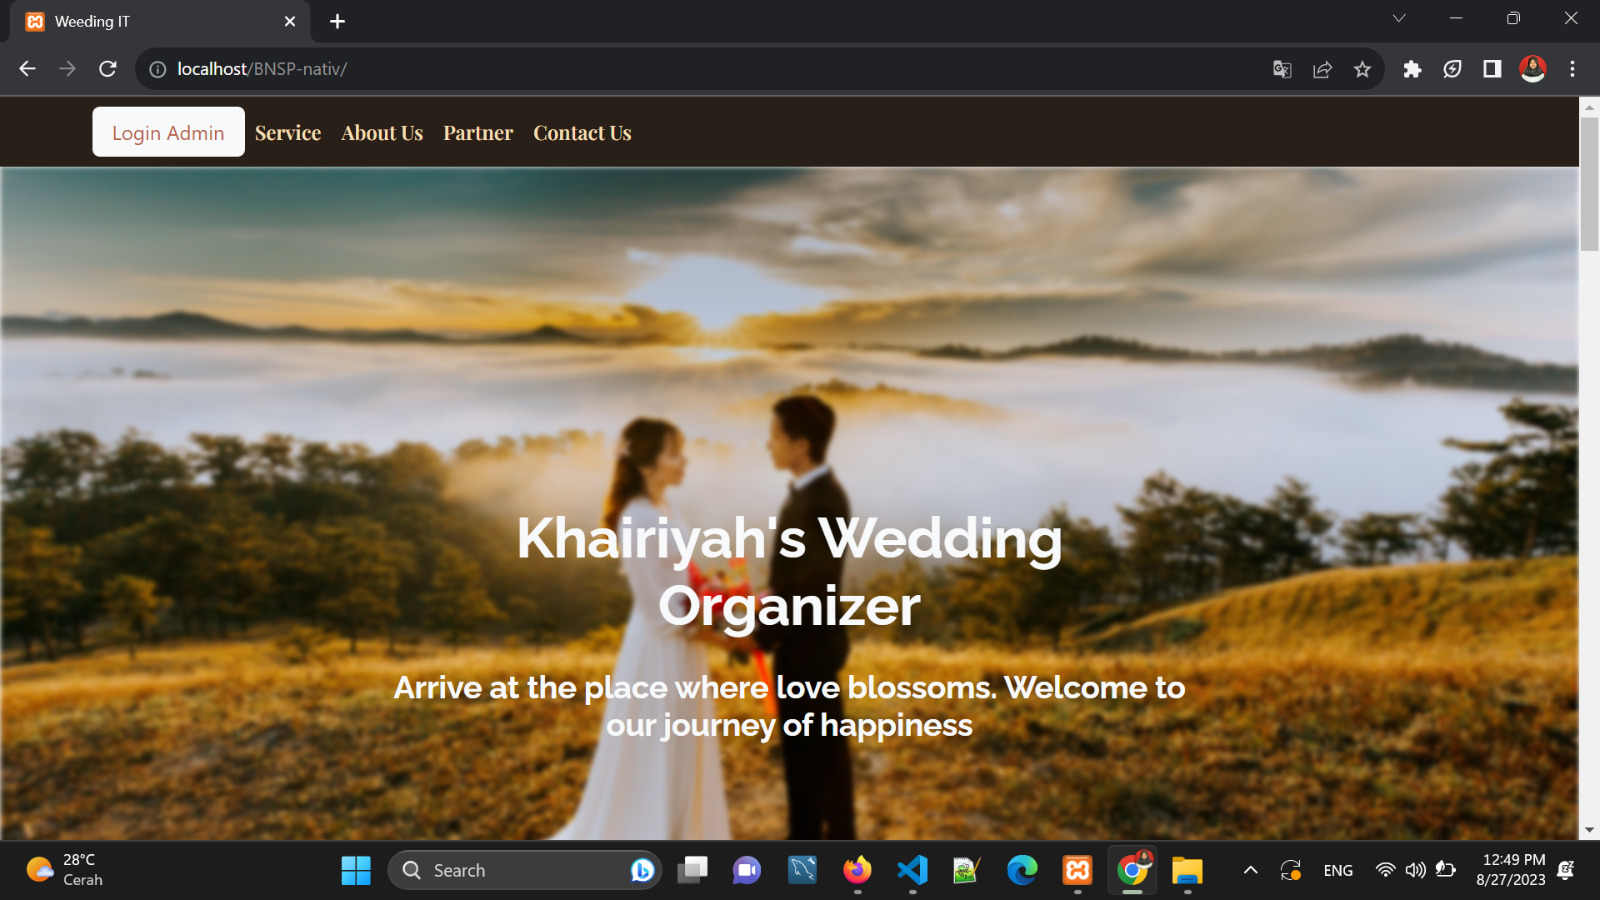 Weeding IT
localhost/BNSP-nativ/
Login Admin Service About Us Partner Contact Us
Khairiyah's Wedding
Organizer
Arrive at the place where love blossoms. Welcome to
our journey of happiness
28°C
Cerah
Search
ENG
12:49 PM
8/27/2023